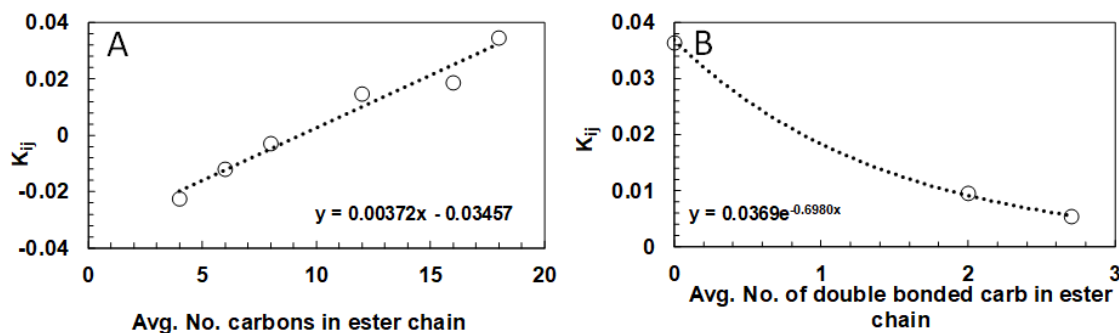 A
0.04
0.02
0
-0.02
-0.04
K_ij
y = 0.00372x - 0.03457
0
5
10
15
20
Avg. No. carbons in ester chain
B
0.04
0.03
0.02
0.01
0
K_ij
y = 0.0369e^-0.6980x
0
1
2
3
Avg. No. of double bonded carb in ester
chain